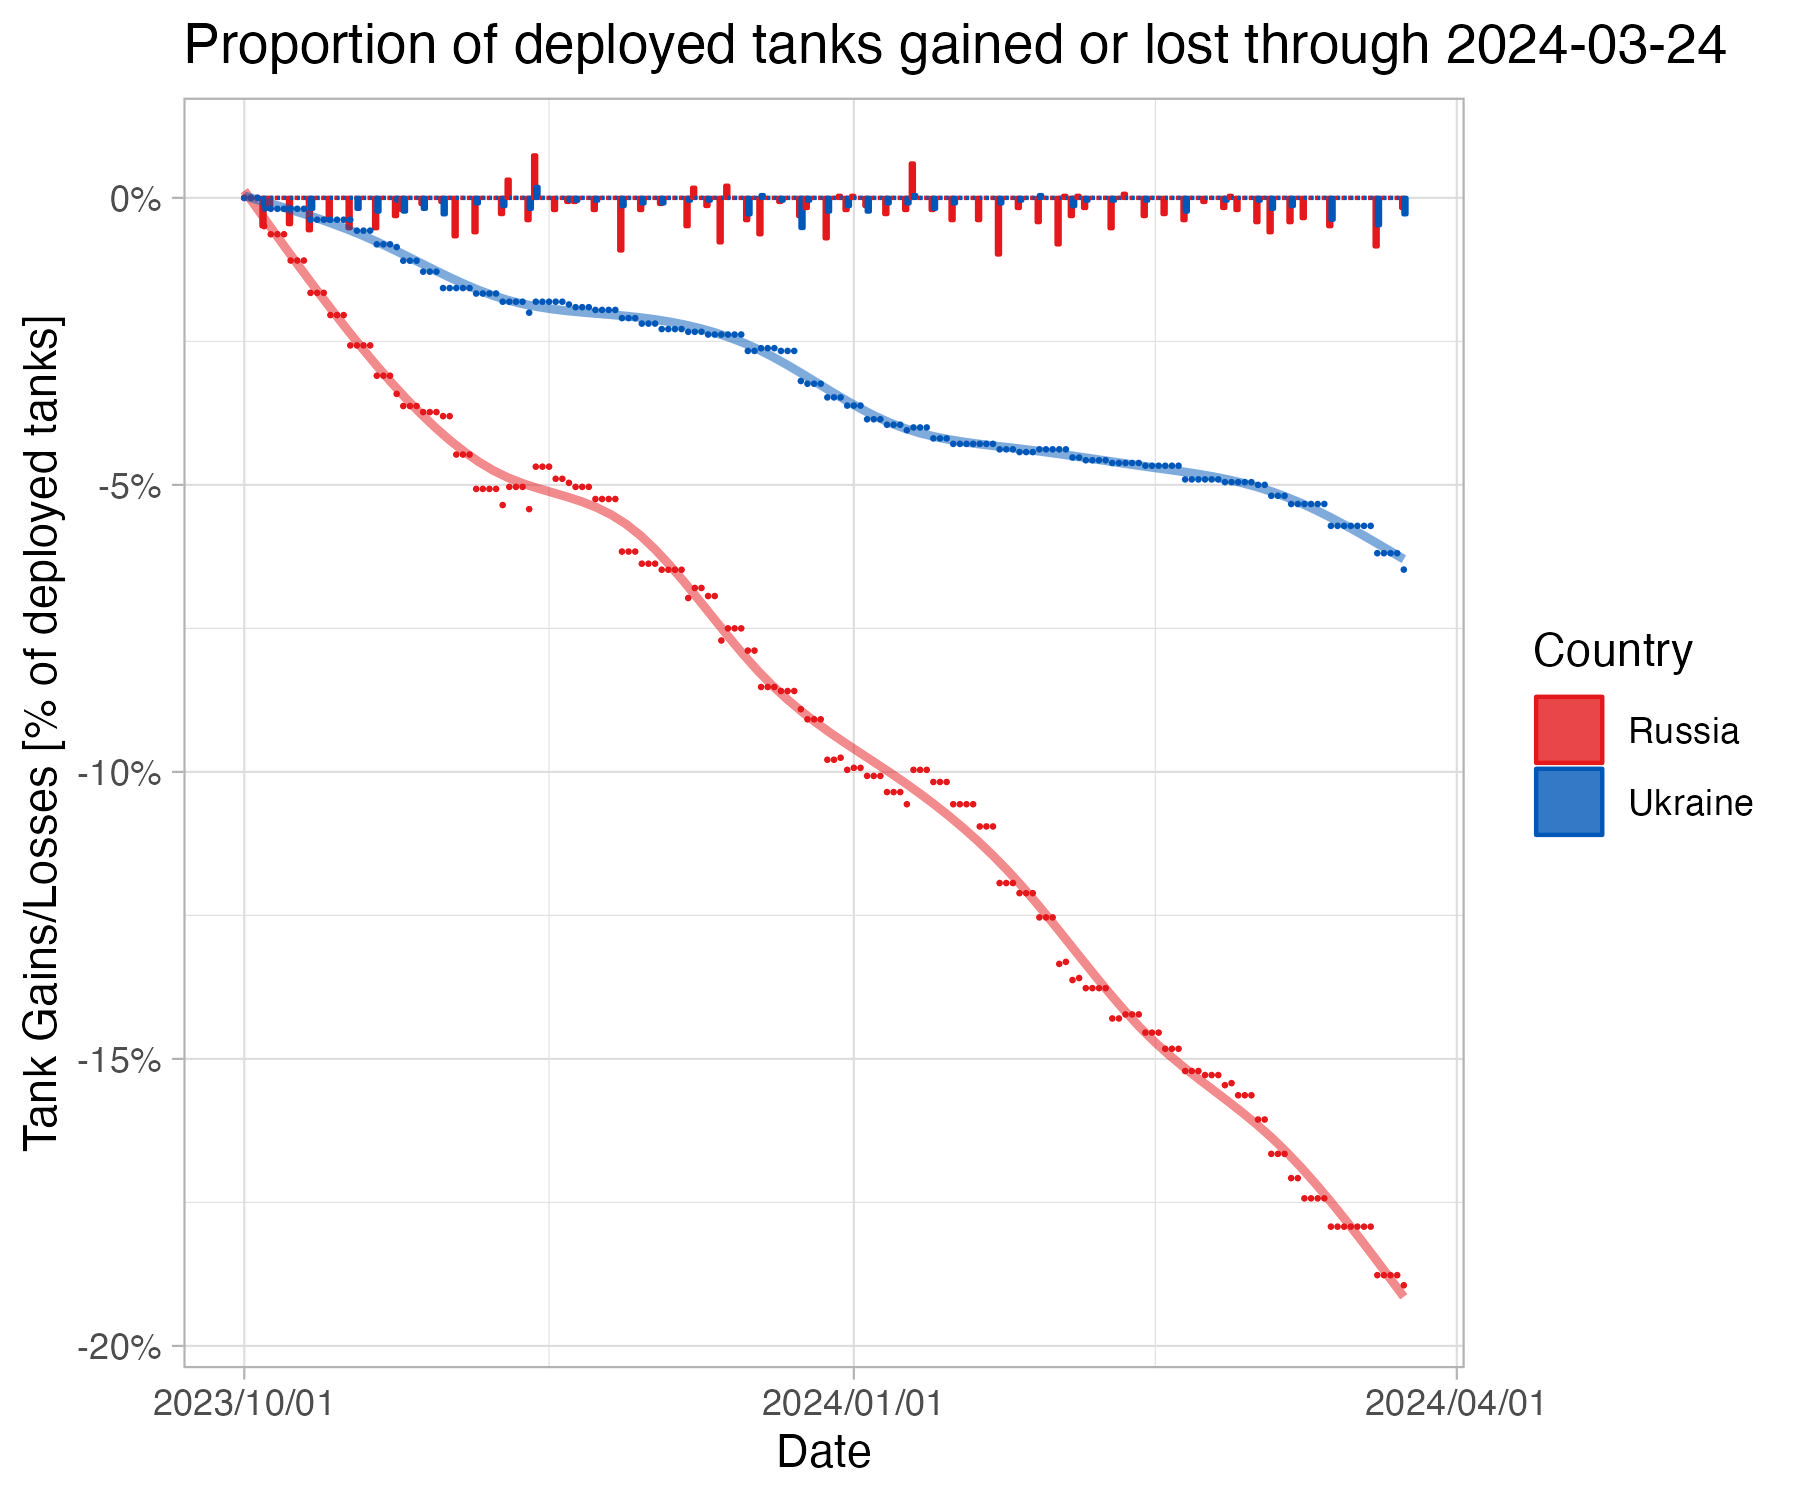 Proportion of deployed tanks gained or lost through 2024-03-24
Tank Gains/Losses [% of deployed tanks]
0%
-5%
-10%
-15%
-20%
2023/10/01
2024/01/01
2024/04/01
Date
Country
Russia
Ukraine